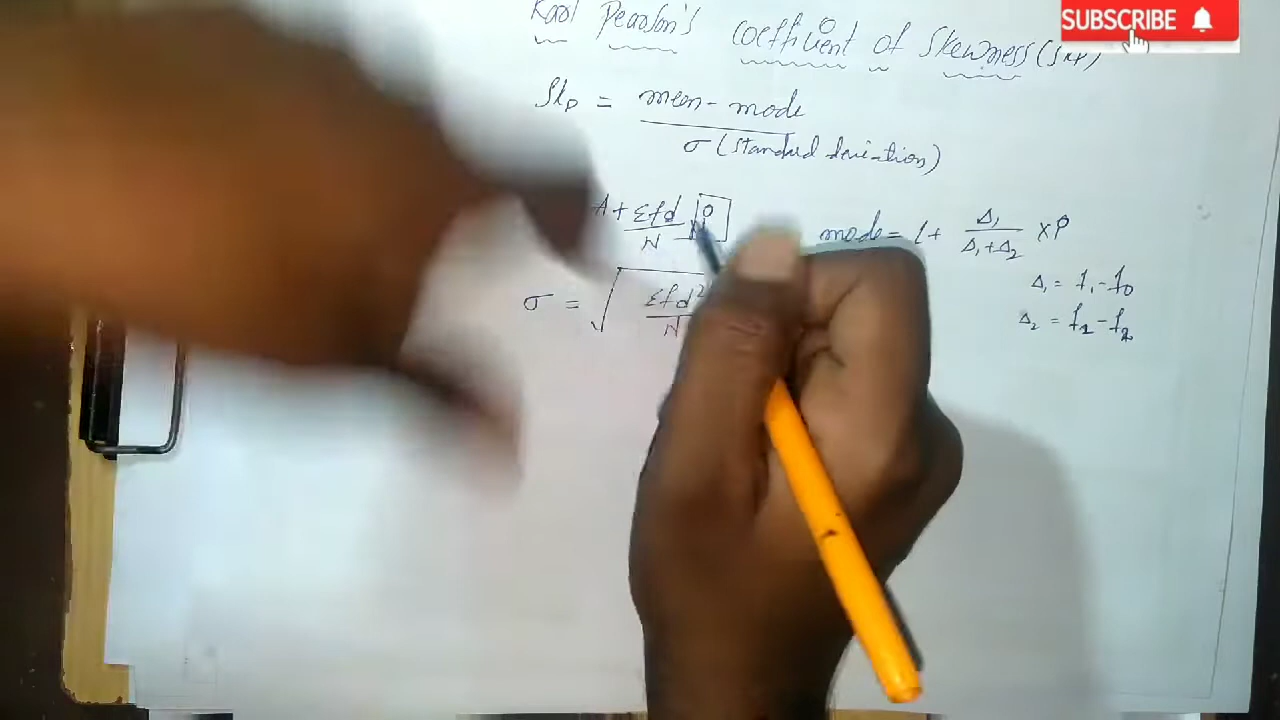 SUBSCRIBE
Karl Pearson's coefficient of Skewness (SKP)
Skp = mean - mode
σ (standard deviation)
A + Σfd
N
mode = l + Δ1 / Δ1 + Δ2 × P
σ = √ Σfd²
N
Δ1 = f1 - f0
Δ2 = f1 - f2